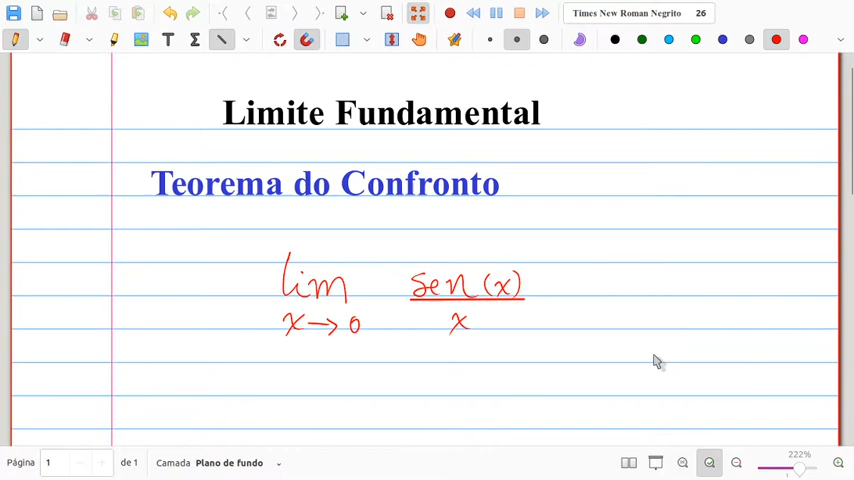 Times New Roman Negrito 26
Limite Fundamental
Teorema do Confronto
lim sen(x)
x→0 x
Página 1 de 1 Camada Plano de fundo 222%